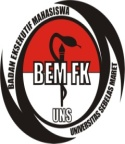 BADAN EKSEKUTIF MAHASISWA
BEM FK
UNS
UNIVERSITAS SEBELAS MARET